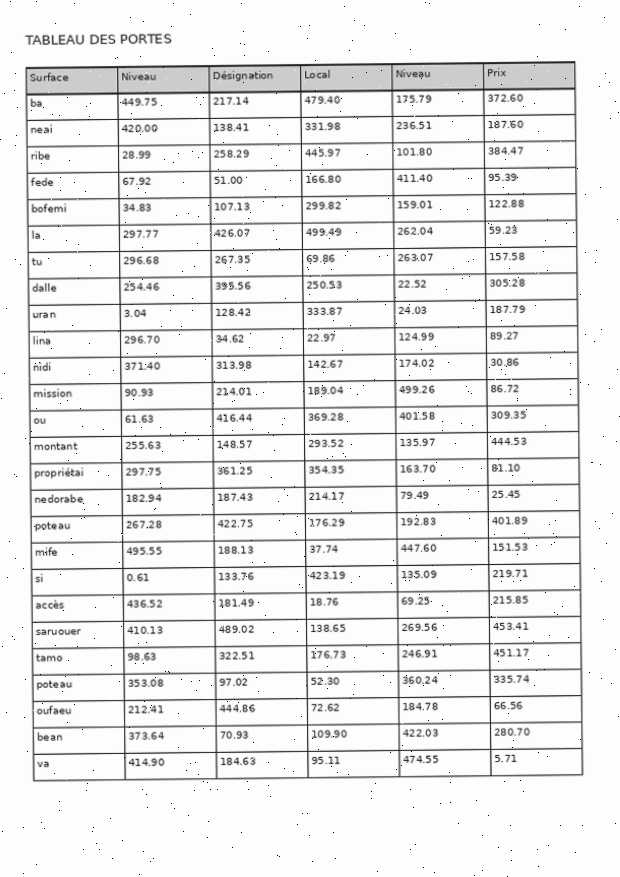 TABLEAU DES PORTES
Surface Niveau Désignation Local Niveau Prix
ba 449.75 217.14 479.40 175.79 372.60
neai 420.00 138.41 331.98 236.51 187.60
ribe 28.99 258.29 445.97 101.80 384.47
fede 67.92 51.00 166.80 411.40 95.39
bofemi 34.83 107.13 299.82 159.01 122.88
la 297.77 426.07 499.49 262.04 59.23
tu 296.68 267.35 69.86 263.07 157.58
dalle 254.46 395.56 250.53 22.52 305.28
uran 3.04 128.42 333.87 24.03 187.79
lina 296.70 34.62 22.97 124.99 89.27
nidi 371.40 313.98 142.67 174.02 30.86
mission 90.93 214.01 189.04 499.26 86.72
ou 61.63 416.44 369.28 401.58 309.35
montant 255.63 148.57 293.52 135.97 444.53
propriétai 297.75 361.25 354.35 163.70 81.10
nedorabe 182.94 187.43 214.17 79.49 25.45
poteau 267.28 422.75 176.29 192.83 401.89
mife 495.55 188.13 37.74 447.60 151.53
si 0.61 133.76 423.19 135.09 219.71
accès 436.52 181.49 18.76 69.25 215.85
saruouer 410.13 489.02 138.65 269.56 453.41
tamo 98.63 322.51 176.73 246.91 451.17
poteau 353.08 97.02 52.30 360.24 335.74
oufaeu 212.41 444.86 72.62 184.78 66.56
bean 373.64 70.93 109.90 422.03 280.70
va 414.90 184.63 95.11 474.55 5.71